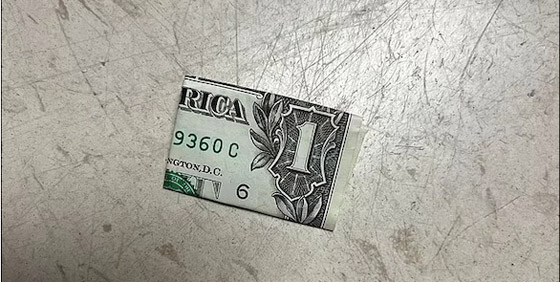 RICA
1
9360 C
NGTON, D.C.
6